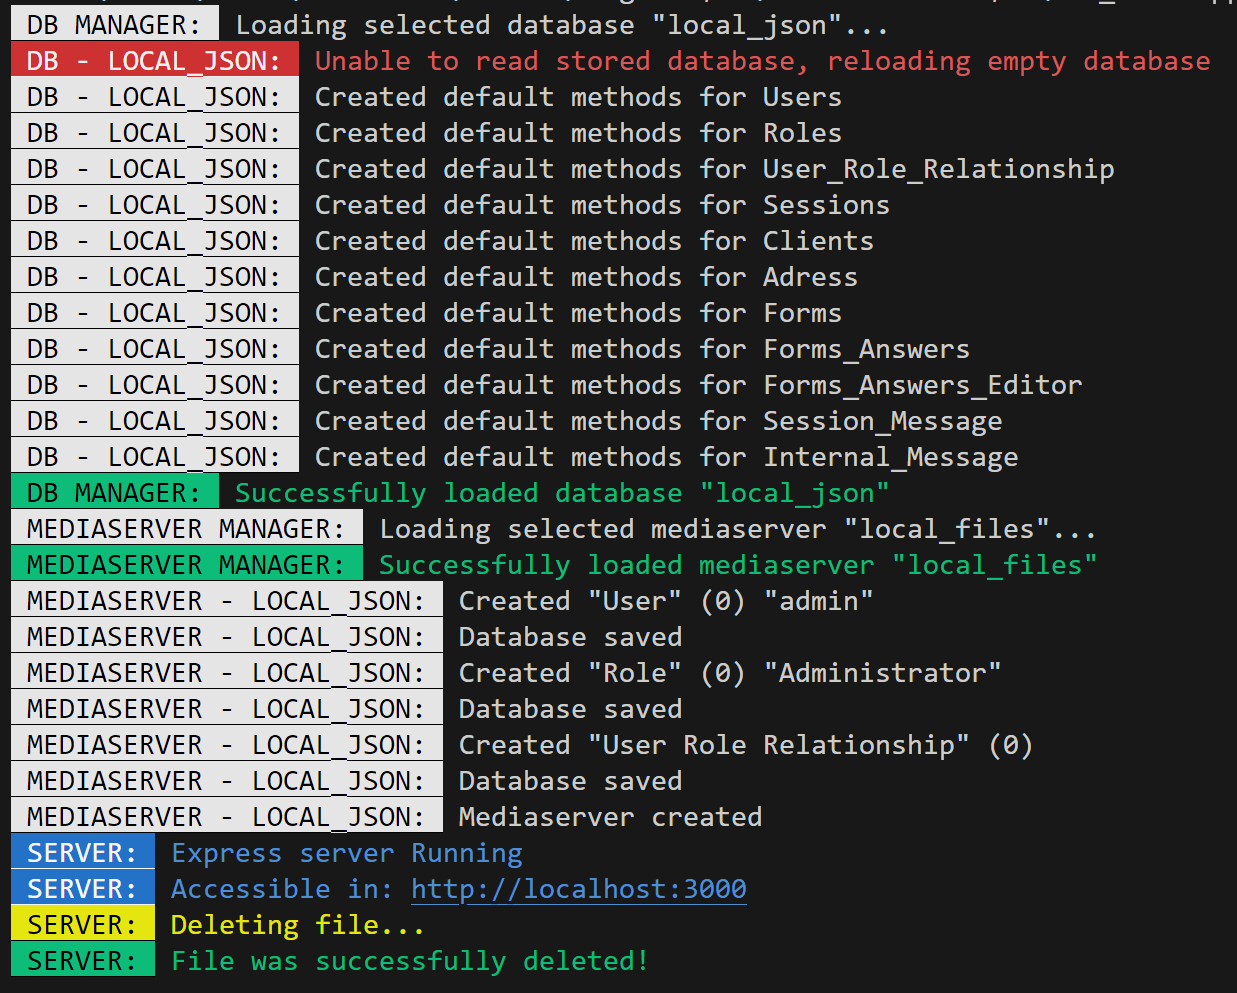 DB MANAGER: Loading selected database "local_json"...
DB - LOCAL_JSON: Unable to read stored database, reloading empty database
DB - LOCAL_JSON: Created default methods for Users
DB - LOCAL_JSON: Created default methods for Roles
DB - LOCAL_JSON: Created default methods for User_Role_Relationship
DB - LOCAL_JSON: Created default methods for Sessions
DB - LOCAL_JSON: Created default methods for Clients
DB - LOCAL_JSON: Created default methods for Adress
DB - LOCAL_JSON: Created default methods for Forms
DB - LOCAL_JSON: Created default methods for Forms_Answers
DB - LOCAL_JSON: Created default methods for Forms_Answers_Editor
DB - LOCAL_JSON: Created default methods for Session_Message
DB - LOCAL_JSON: Created default methods for Internal_Message
DB MANAGER: Successfully loaded database "local_json"
MEDIASERVER MANAGER: Loading selected mediaserver "local_files"...
MEDIASERVER MANAGER: Successfully loaded mediaserver "local_files"
MEDIASERVER - LOCAL_JSON: Created "User" (0) "admin"
MEDIASERVER - LOCAL_JSON: Database saved
MEDIASERVER - LOCAL_JSON: Created "Role" (0) "Administrator"
MEDIASERVER - LOCAL_JSON: Database saved
MEDIASERVER - LOCAL_JSON: Created "User Role Relationship" (0)
MEDIASERVER - LOCAL_JSON: Database saved
MEDIASERVER - LOCAL_JSON: Mediaserver created
SERVER: Express server Running
SERVER: Accessible in: http://localhost:3000
SERVER: Deleting file...
SERVER: File was successfully deleted!